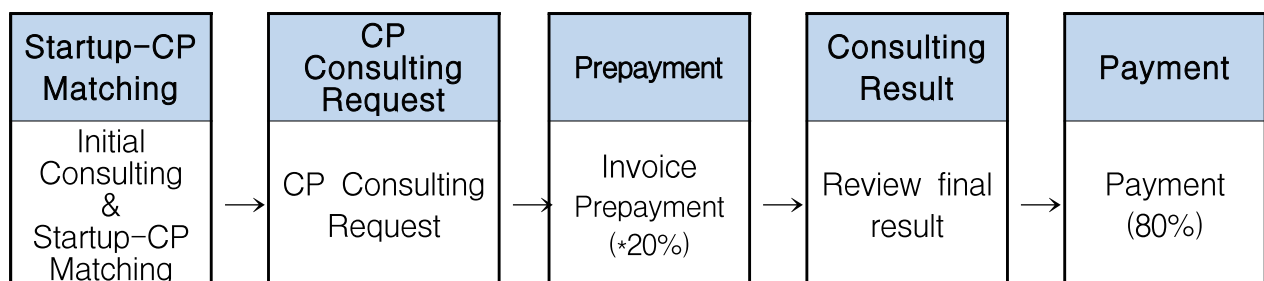 Startup-CP
Matching
Initial
Consulting
&
Startup-CP
Matching
CP
Consulting
Request
CP Consulting
Request
Prepayment
Invoice
Prepayment
(*20%)
Consulting
Result
Review final
result
Payment
Payment
(80%)